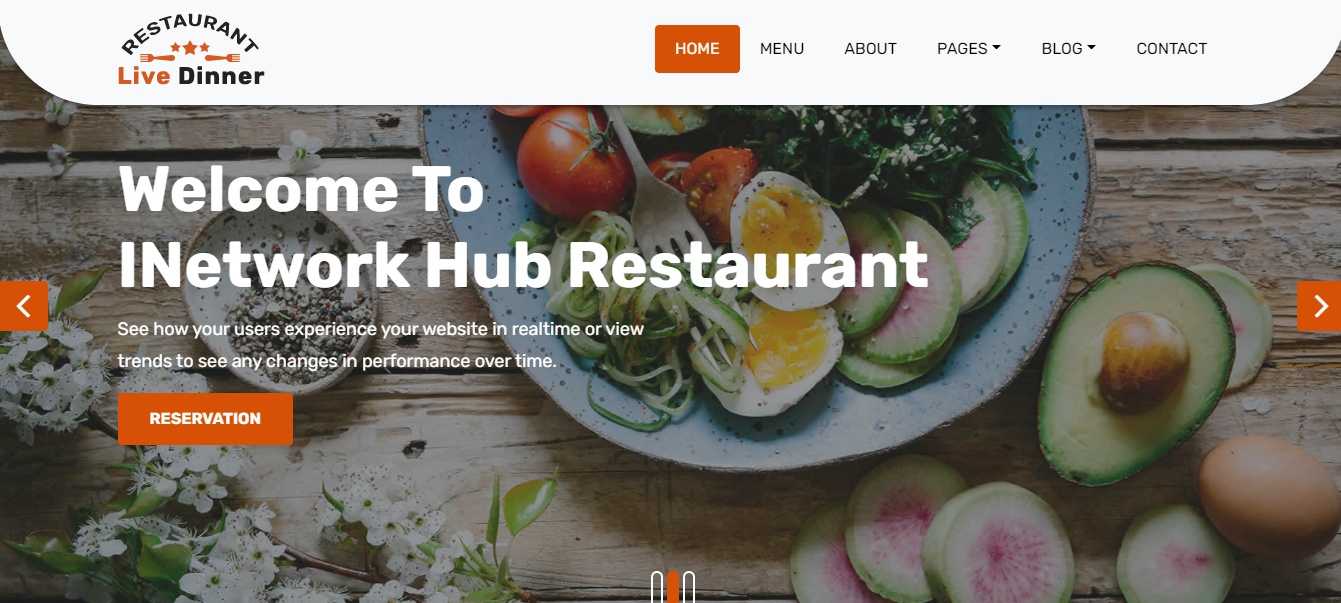 RESTAURANT
Live Dinner
HOME MENU ABOUT PAGES BLOG CONTACT
Welcome To
INetwork Hub Restaurant
See how your users experience your website in realtime or view
trends to see any changes in performance over time.
RESERVATION